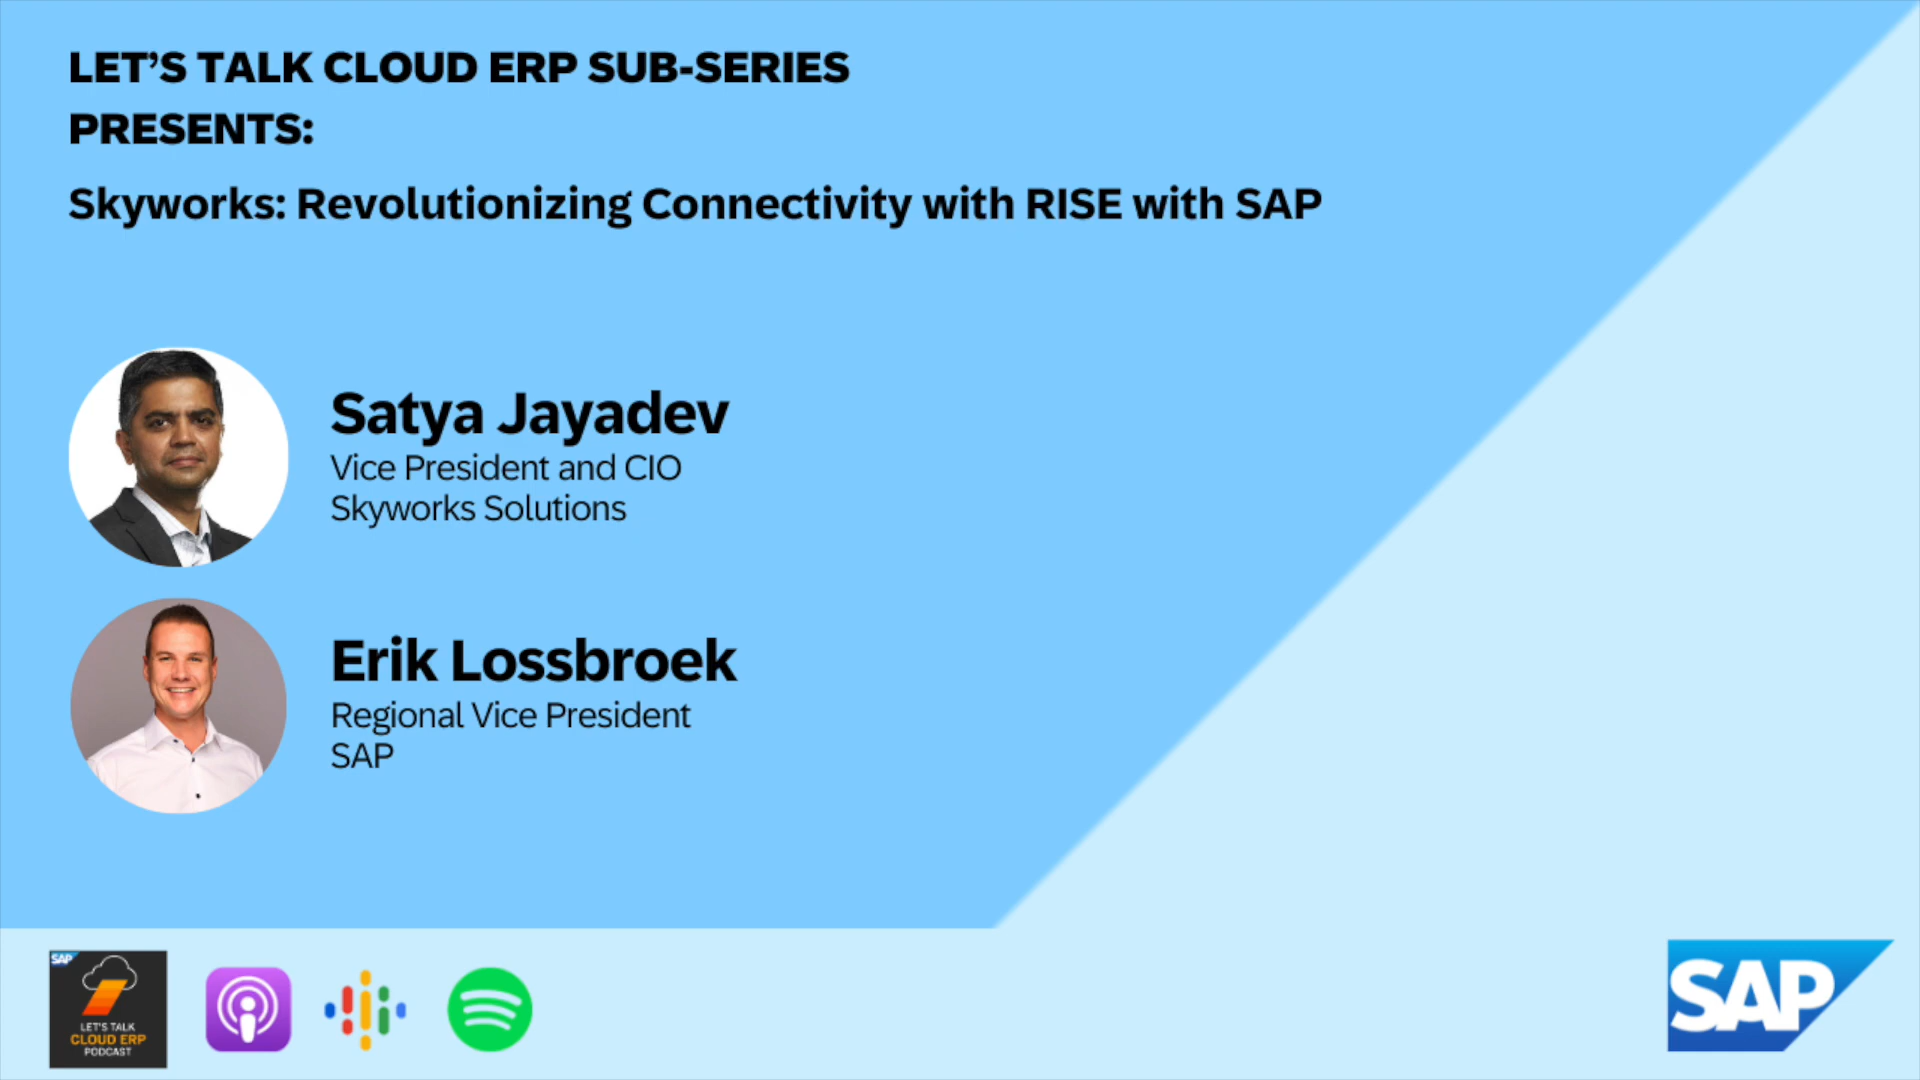 LET’S TALK CLOUD ERP SUB-SERIES
PRESENTS:
Skyworks: Revolutionizing Connectivity with RISE with SAP
Satya Jayadev
Vice President and CIO
Skyworks Solutions
Erik Lossbroek
Regional Vice President
SAP
SAP
LET'S TALK
CLOUD ERP
PODCAST
SAP